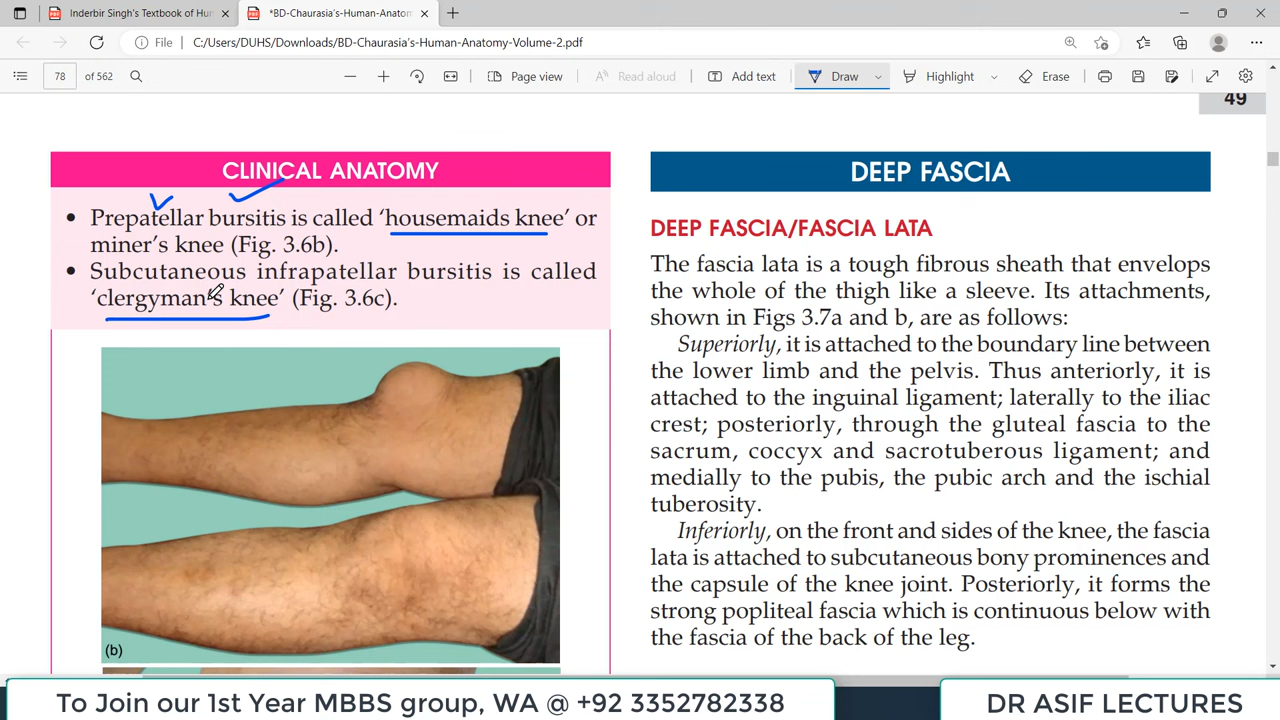 Inderbir Singh's Textbook of Hum
*BD-Chaurasia's-Human-Anatom
File
C:/Users/DUHS/Downloads/BD-Chaurasia's-Human-Anatomy-Volume-2.pdf
78 of 562
Page view
Read aloud
Add text
Draw
Highlight
Erase
49
CLINICAL ANATOMY
• Prepatellar bursitis is called ‘housemaids knee’ or
miner’s knee (Fig. 3.6b).
• Subcutaneous infrapatellar bursitis is called
‘clergyman’s knee’ (Fig. 3.6c).
(b)
DEEP FASCIA
DEEP FASCIA/FASCIA LATA
The fascia lata is a tough fibrous sheath that envelops
the whole of the thigh like a sleeve. Its attachments,
shown in Figs 3.7a and b, are as follows:
Superiorly, it is attached to the boundary line between
the lower limb and the pelvis. Thus anteriorly, it is
attached to the inguinal ligament; laterally to the iliac
crest; posteriorly, through the gluteal fascia to the
sacrum, coccyx and sacrotuberous ligament; and
medially to the pubis, the pubic arch and the ischial
tuberosity.
Inferiorly, on the front and sides of the knee, the fascia
lata is attached to subcutaneous bony prominences and
the capsule of the knee joint. Posteriorly, it forms the
strong popliteal fascia which is continuous below with
the fascia of the back of the leg.
To Join our 1st Year MBBS group, WA @ +92 3352782338
DR ASIF LECTURES